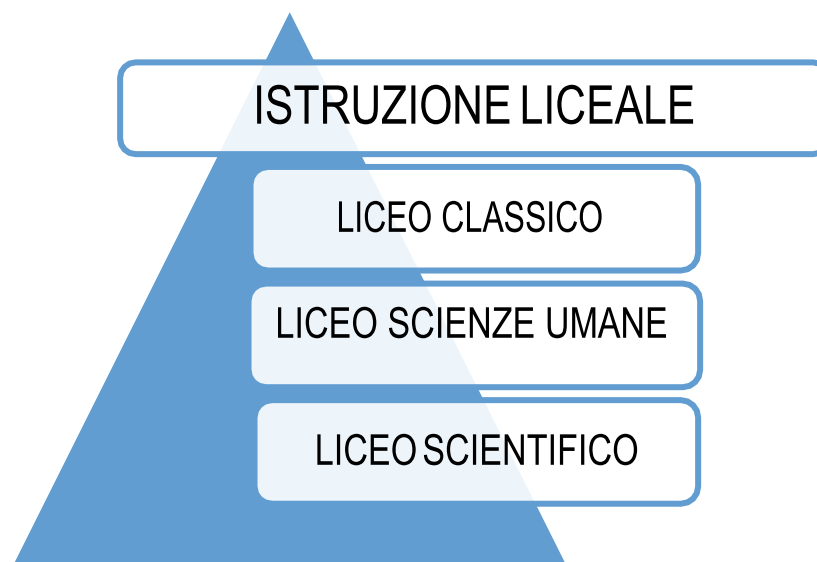 ISTRUZIONE LICEALE
LICEO CLASSICO
LICEO SCIENZE UMANE
LICEO SCIENTIFICO